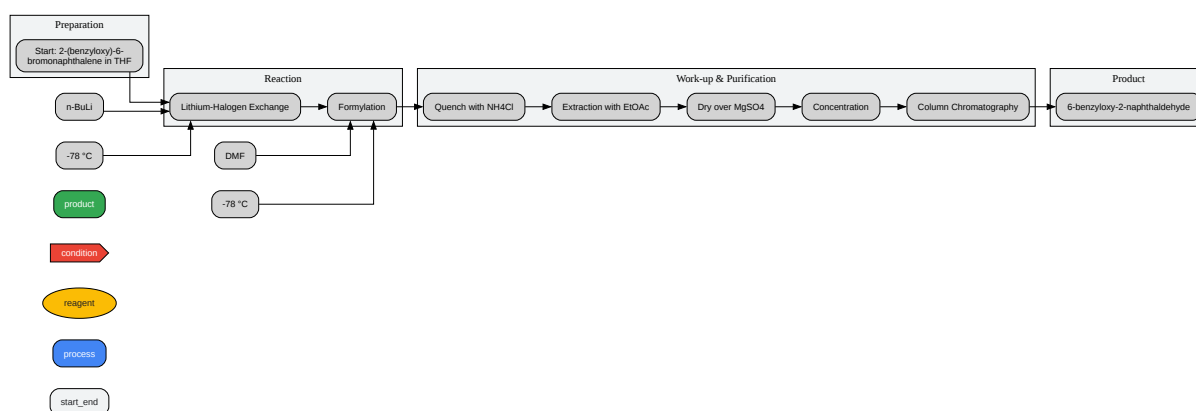 Preparation
Start: 2-(benzyloxy)-6-
bromonaphthalene in THF
Reaction
Work-up & Purification
Product
n-BuLi
Lithium-Halogen Exchange
Formylation
Quench with NH4Cl
Extraction with EtOAc
Dry over MgSO4
Concentration
Column Chromatography
6-benzyloxy-2-naphthaldehyde
-78 °C
DMF
product
-78 °C
condition
reagent
process
start_end